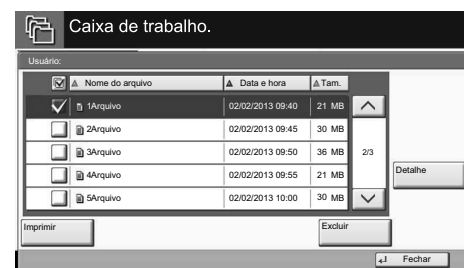 Caixa de trabalho.
Usuário:
Nome do arquivo Data e hora Tam.
1Arquivo 02/02/2013 09:40 21 MB
2Arquivo 02/02/2013 09:45 30 MB
3Arquivo 02/02/2013 09:50 36 MB 2/3
4Arquivo 02/02/2013 09:55 21 MB
Detalhe
5Arquivo 02/02/2013 10:00 30 MB
Imprimir Excluir
Fechar